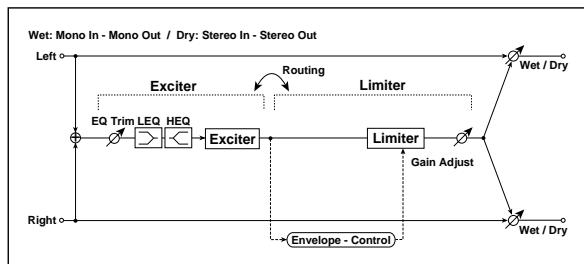 Wet: Mono In - Mono Out / Dry: Stereo In - Stereo Out
Left
Wet / Dry
Routing
Exciter
Limiter
EQ Trim LEQ HEQ
Exciter
Limiter
Gain Adjust
Right
Wet / Dry
Envelope - Control